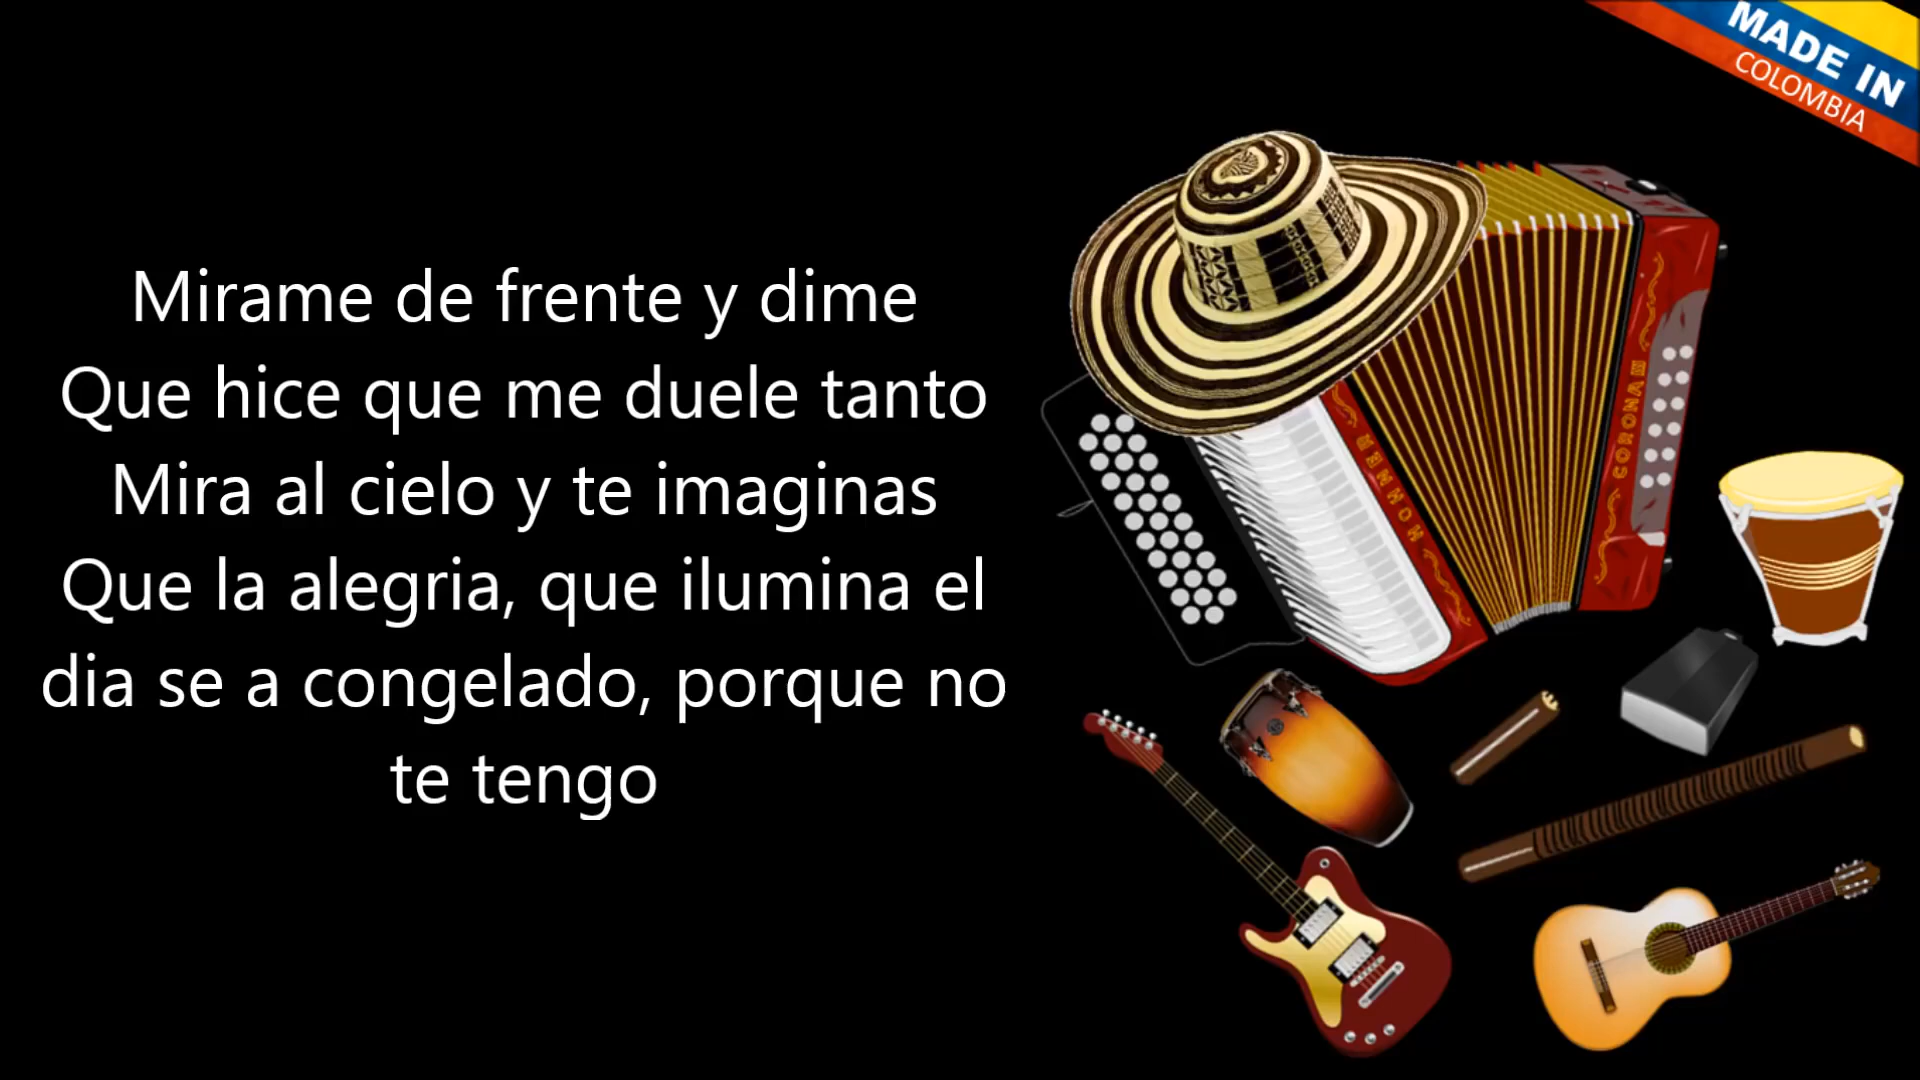 MADE IN
COLOMBIA
Mirame de frente y dime
Que hice que me duele tanto
Mira al cielo y te imaginas
Que la alegria, que ilumina el
dia se a congelado, porque no
te tengo
HOHNER
CORONA III